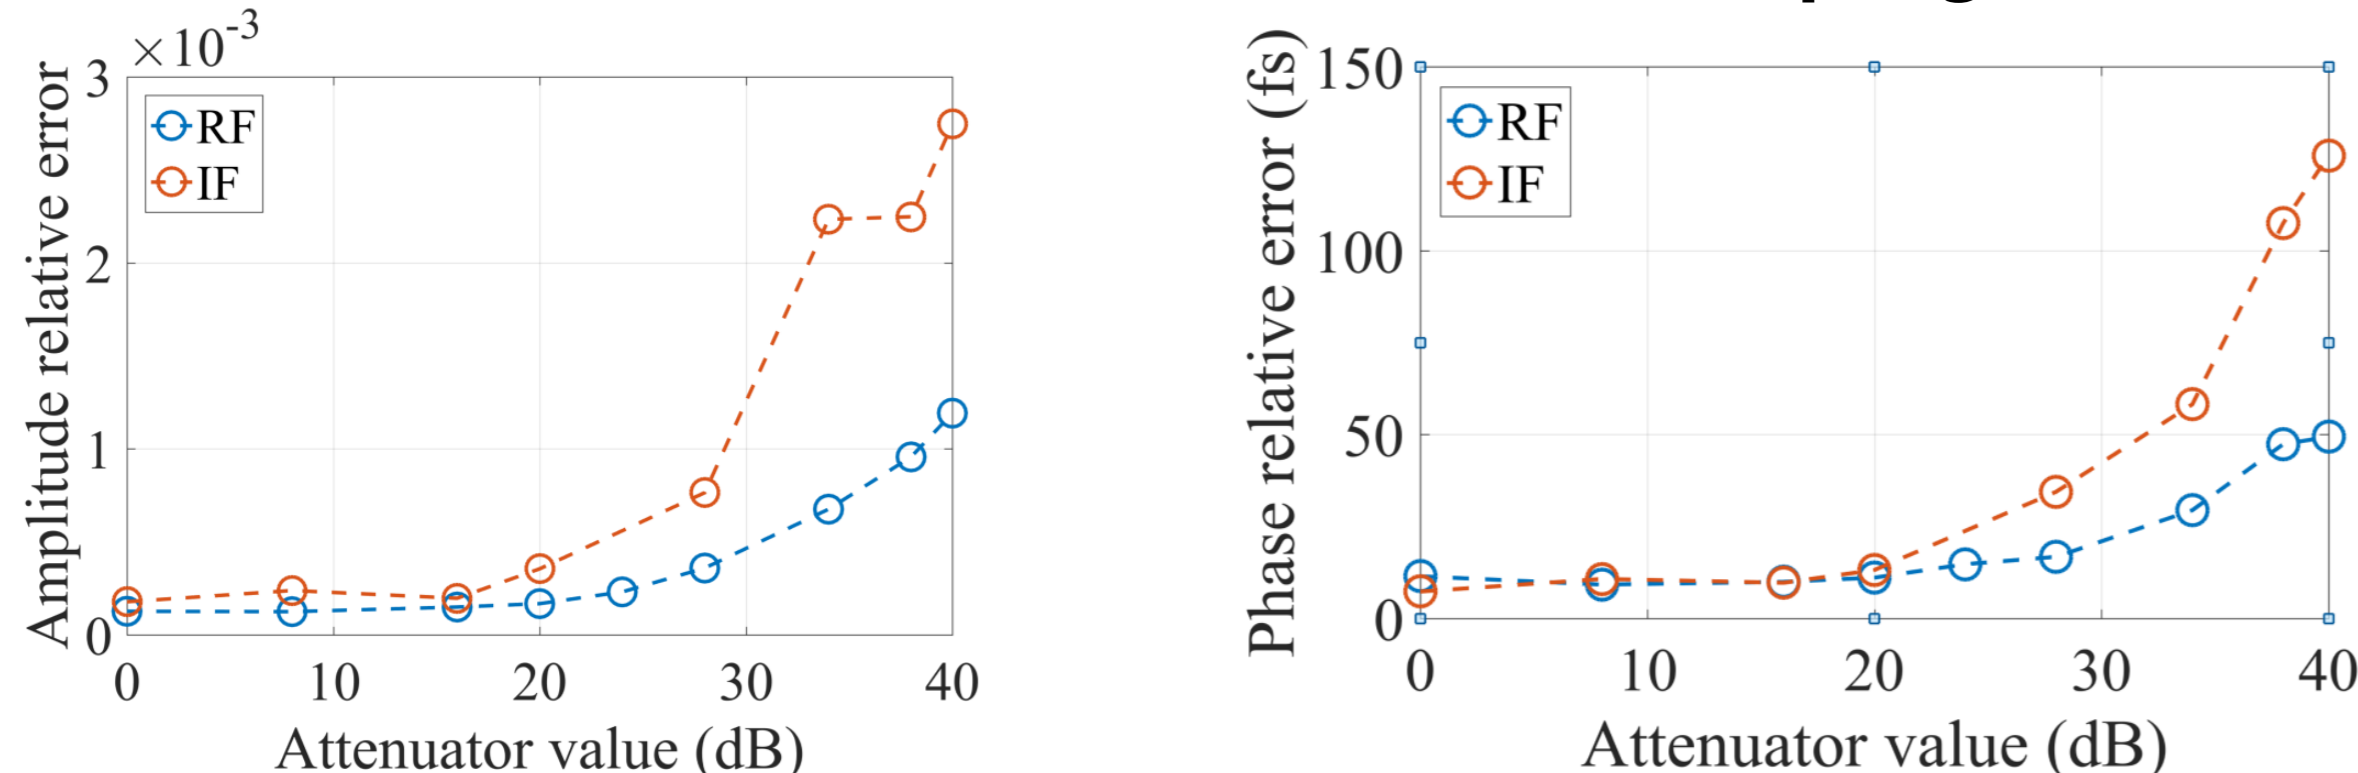 ×10-3
Amplitude relative error
3
2
1
0
RF
IF
0 10 20 30 40
Attenuator value (dB)
Phase relative error (fs)
150
100
50
0
RF
IF
0 10 20 30 40
Attenuator value (dB)